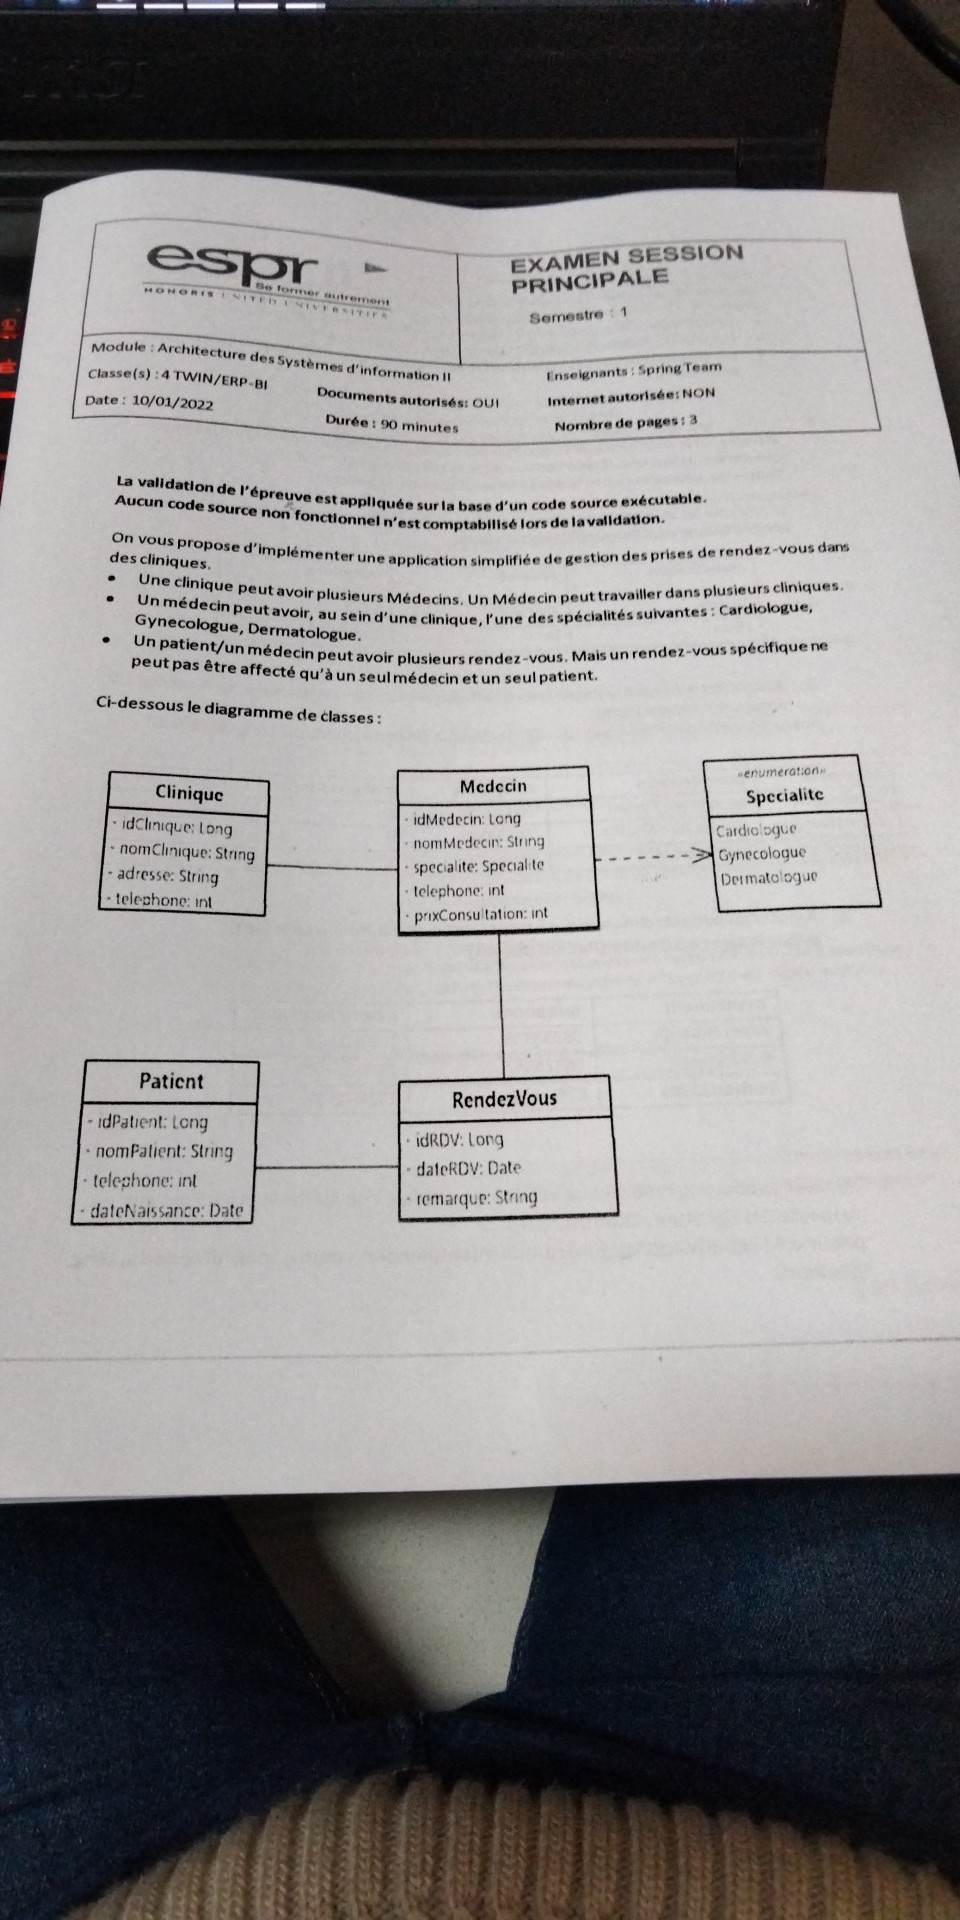 espr
Se former autrement
HONORIS UNITED UNIVERSITIES
EXAMEN SESSION
PRINCIPALE
Semestre : 1
Module : Architecture des Systèmes d'information II
Classe(s) : 4 TWIN/ERP-BI
Date : 10/01/2022
Documents autorisés: OUI
Durée : 90 minutes
Enseignants : Spring Team
Internet autorisée: NON
Nombre de pages : 3
La validation de l'épreuve est appliquée sur la base d'un code source exécutable.
Aucun code source non fonctionnel n'est comptabilisé lors de la validation.
On vous propose d'implémenter une application simplifiée de gestion des prises de rendez-vous dans
des cliniques.
• Une clinique peut avoir plusieurs Médecins. Un Médecin peut travailler dans plusieurs cliniques.
• Un médecin peut avoir, au sein d'une clinique, l'une des spécialités suivantes : Cardiologue,
Gynecologue, Dermatologue.
• Un patient/un médecin peut avoir plusieurs rendez-vous. Mais un rendez-vous spécifique ne
peut pas être affecté qu'à un seul médecin et un seul patient.
Ci-dessous le diagramme de classes :
Clinique
- idClinique: Long
- nomClinique: String
- adresse: String
- telephone: int
Medecin
- idMedecin: Long
- nomMedecin: String
- specialite: Specialite
- telephone: int
- prixConsultation: int
«enumeration»
Specialite
Cardiologue
Gynecologue
Dermatologue
Patient
- idPatient: Long
- nomPatient: String
- telephone: int
- dateNaissance: Date
RendezVous
- idRDV: Long
- dateRDV: Date
- remarque: String